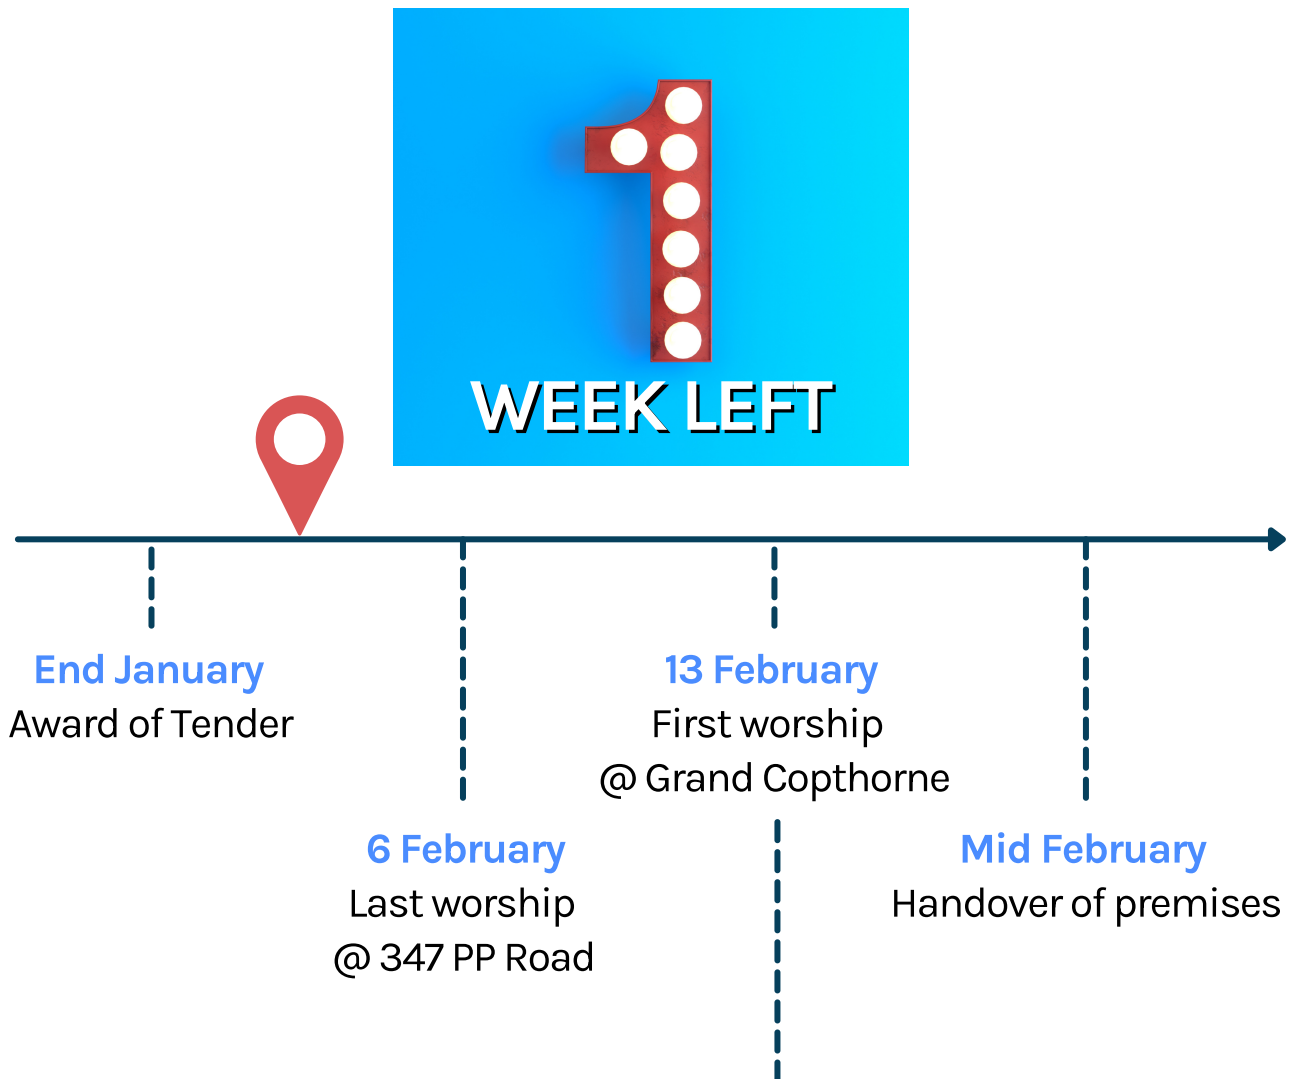 1
WEEK LEFT
End January
Award of Tender
6 February
Last worship
@ 347 PP Road
13 February
First worship
@ Grand Copthorne
Mid February
Handover of premises